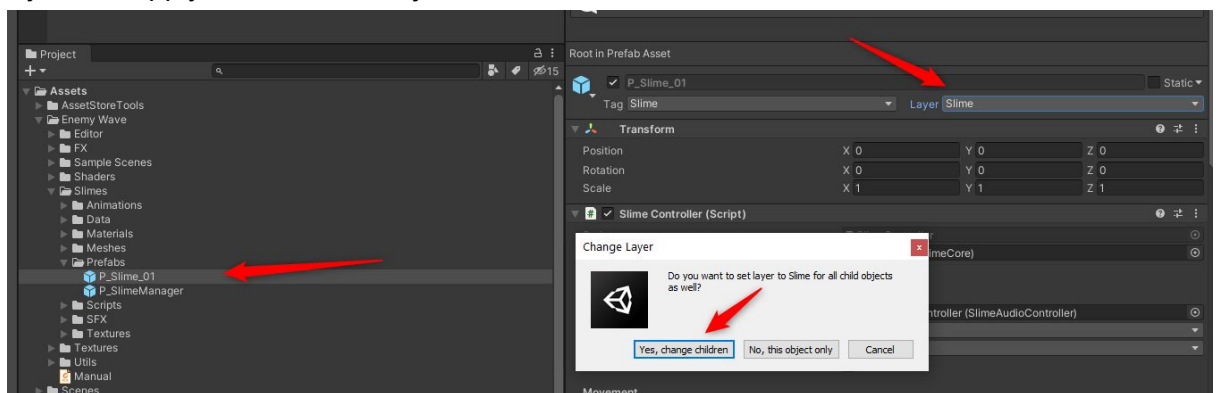 Project
15
Assets
AssetStoreTools
Enemy Wave
Editor
FX
Sample Scenes
Shaders
Slimes
Animations
Data
Materials
Meshes
Prefabs
P_Slime_01
P_SlimeManager
Scripts
SFX
Textures
Textures
Utils
Manual
Scenes
Root in Prefab Asset
P_Slime_01
Static
Tag Slime Layer Slime
Transform
Position X 0 Y 0 Z 0
Rotation X 0 Y 0 Z 0
Scale X 1 Y 1 Z 1
# Slime Controller (Script)
Change Layer x
imeCore)
Do you want to set layer to Slime for all child objects
as well?
ntroller (SlimeAudioController)
Yes, change children No, this object only Cancel
Movement